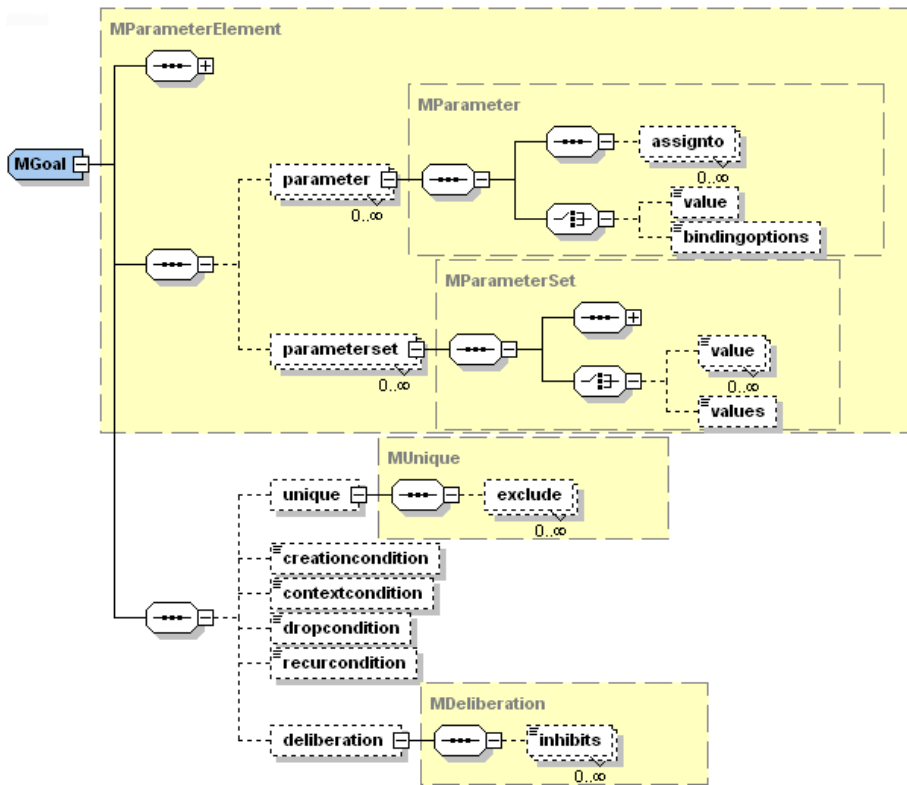 MParameterElement
MParameter
assignto
0..∞
MGoal
parameter
0..∞
value
bindingoptions
MParameterSet
parameterset
0..∞
value
0..∞
values
MUnique
unique
exclude
0..∞
creationcondition
contextcondition
dropcondition
recurcondition
MDeliberation
deliberation
inhibits
0..∞